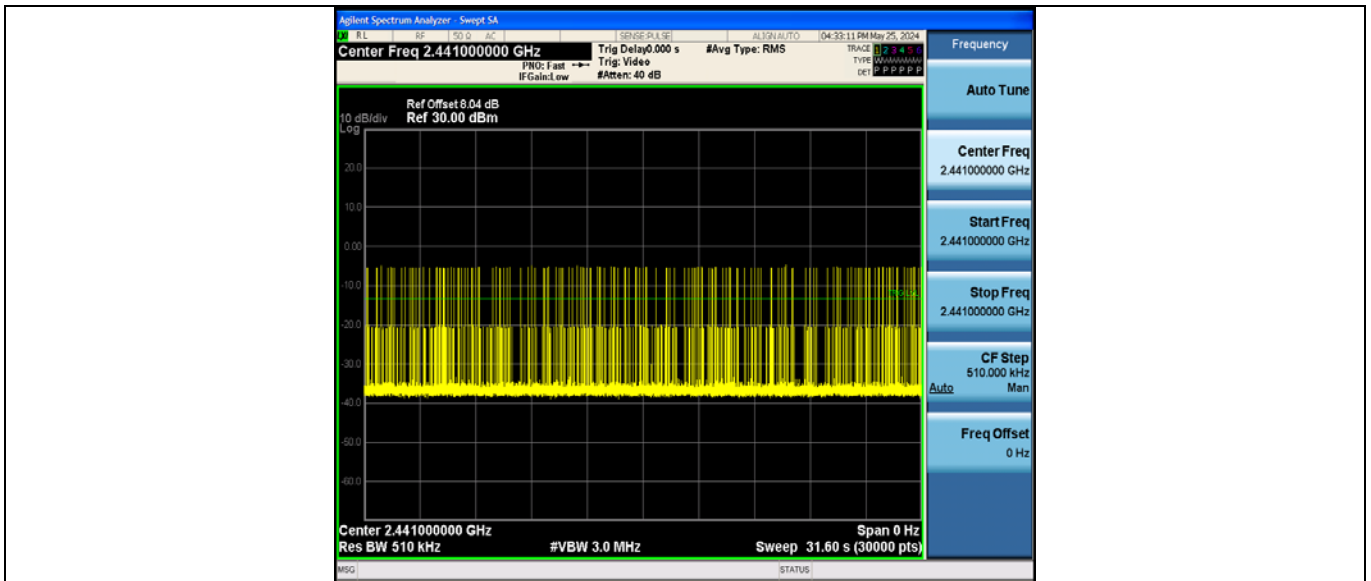 Agilent Spectrum Analyzer - Swept SA
RL RF 50 Ω AC SENSE:PULSE ALIGN AUTO 04:33:11 PM May 25, 2024
Center Freq 2.441000000 GHz
PNO: Fast
IFGain:Low
Trig Delay0.000 s
Trig: Video
#Atten: 40 dB
#Avg Type: RMS
TRACE 1 2 3 4 5 6
TYPE
DET P P P P P P
Ref Offset 8.04 dB
10 dB/div Ref 30.00 dBm
Log
20.0
10.0
0.00
-10.0
-20.0
-30.0
-40.0
-50.0
-60.0
Center 2.441000000 GHz Span 0 Hz
Res BW 510 kHz #VBW 3.0 MHz Sweep 31.60 s (30000 pts)
MSG STATUS
Frequency
Auto Tune
Center Freq
2.441000000 GHz
Start Freq
2.441000000 GHz
Stop Freq
2.441000000 GHz
CF Step
510.000 kHz
Auto Man
Freq Offset
0 Hz